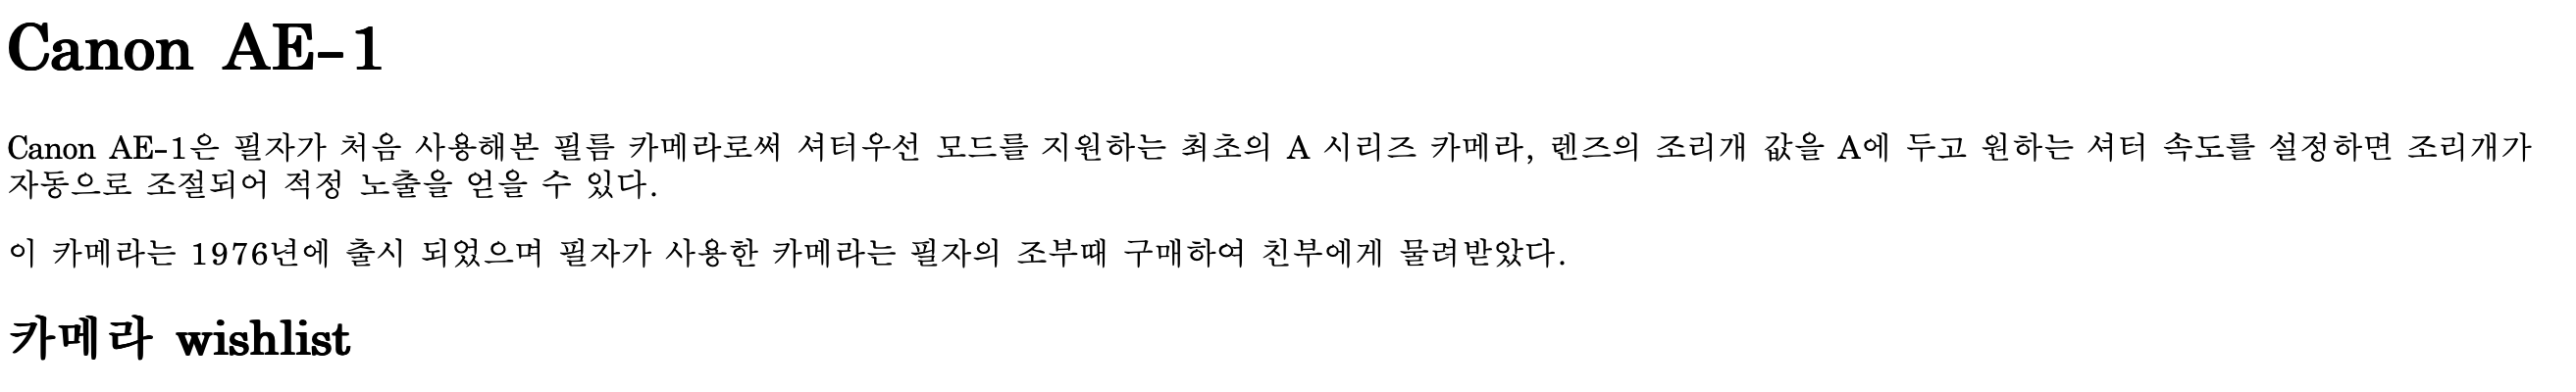 Canon AE-1
Canon AE-1은 필자가 처음 사용해본 필름 카메라로써 셔터우선 모드를 지원하는 최초의 A 시리즈 카메라, 렌즈의 조리개 값을 A에 두고 원하는 셔터 속도를 설정하면 조리개가
자동으로 조절되어 적정 노출을 얻을 수 있다.
이 카메라는 1976년에 출시 되었으며 필자가 사용한 카메라는 필자의 조부때 구매하여 친부에게 물려받았다.
카메라 wishlist